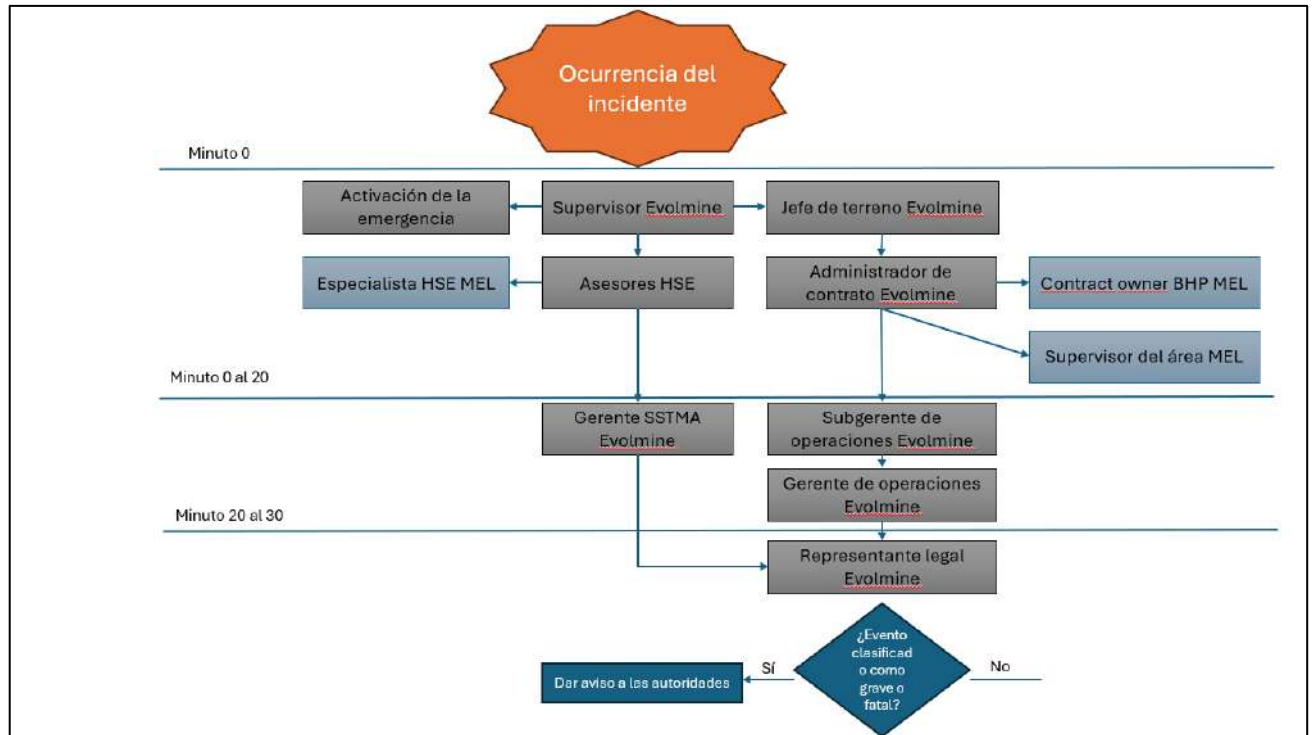 Ocurrencia del
incidente
Minuto 0
Activación de la
emergencia
Supervisor Evolmine
Jefe de terreno Evolmine
Especialista HSE MEL
Asesores HSE
Administrador de
contrato Evolmine
Contract owner BHP MEL
Supervisor del área MEL
Minuto 0 al 20
Gerente SSTMA
Evolmine
Subgerente de
operaciones Evolmine
Gerente de operaciones
Evolmine
Minuto 20 al 30
Representante legal
Evolmine
¿Evento
clasificad
o como
grave o
fatal?
Sí
No
Dar aviso a las autoridades